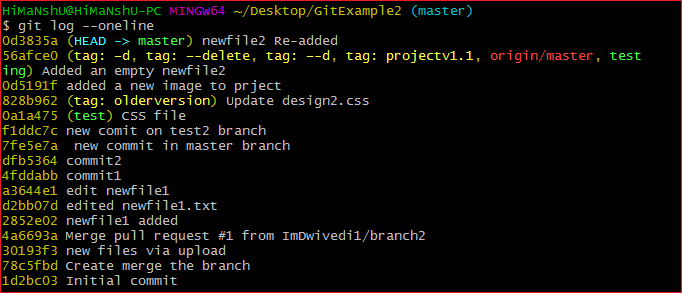 HiMaNshU@HiMaNshU-PC MINGW64 ~/Desktop/GitExample2 (master)
$ git log --oneline
0d3835a (HEAD -> master) newfile2 Re-added
56afce0 (tag: -d, tag: --delete, tag: --d, tag: projectv1.1, origin/master, test
ing) Added an empty newfile2
0d5191f added a new image to prject
828b962 (tag: olderversion) Update design2.css
0a1a475 (test) CSS file
f1ddc7c new comit on test2 branch
7fe5e7a  new commit in master branch
dfb5364 commit2
4fddabb commit1
a3644e1 edit newfile1
d2bb07d edited newfile1.txt
2852e02 newfile1 added
4a6693a Merge pull request #1 from ImDwivedi1/branch2
30193f3 new files via upload
78c5fbd Create merge the branch
1d2bc03 Initial commit